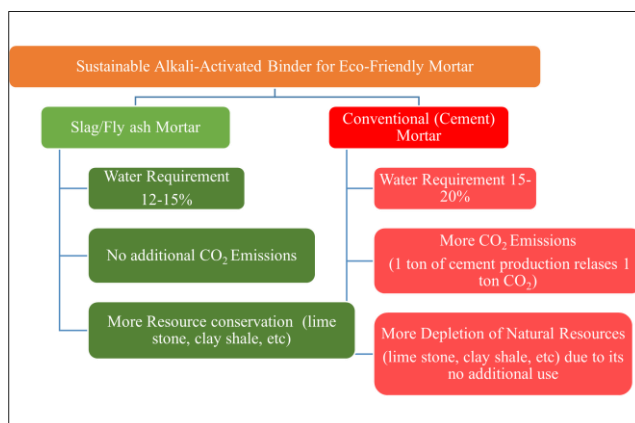 Sustainable Alkali-Activated Binder for Eco-Friendly Mortar
Slag/Fly ash Mortar
Water Requirement
12-15%
No additional CO₂ Emissions
More Resource conservation (lime
stone, clay shale, etc)
Conventional (Cement)
Mortar
Water Requirement 15-
20%
More CO₂ Emissions
(1 ton of cement production relases 1
ton CO₂)
More Depletion of Natural Resources
(lime stone, clay shale, etc) due to its
no additional use